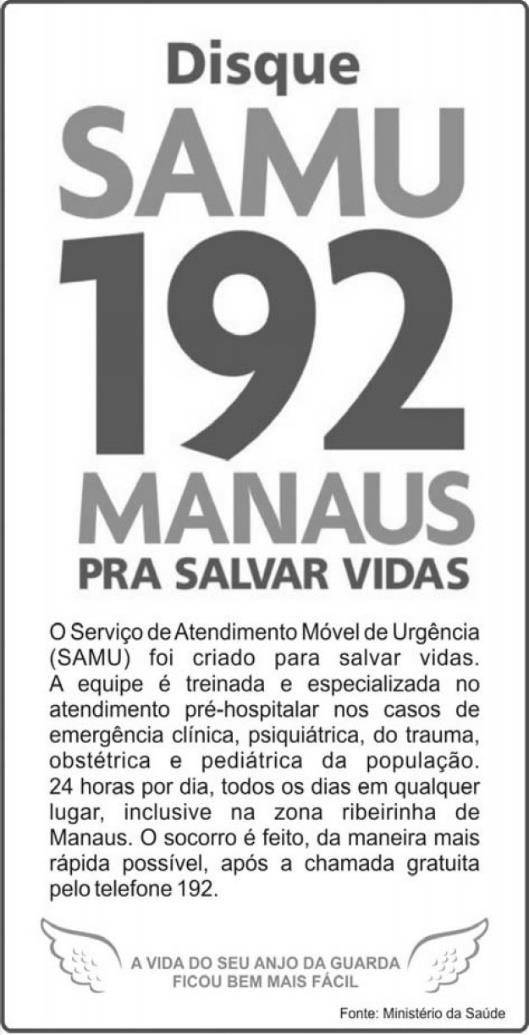 Disque
SAMU
192
MANAUS
PRA SALVAR VIDAS
O Serviço de Atendimento Móvel de Urgência
(SAMU) foi criado para salvar vidas.
A equipe é treinada e especializada no
atendimento pré-hospitalar nos casos de
emergência clínica, psiquiátrica, do trauma,
obstétrica e pediátrica da população.
24 horas por dia, todos os dias em qualquer
lugar, inclusive na zona ribeirinha de
Manaus. O socorro é feito, da maneira mais
rápida possível, após a chamada gratuita
pelo telefone 192.
A VIDA DO SEU ANJO DA GUARDA
FICOU BEM MAIS FÁCIL
Fonte: Ministério da Saúde